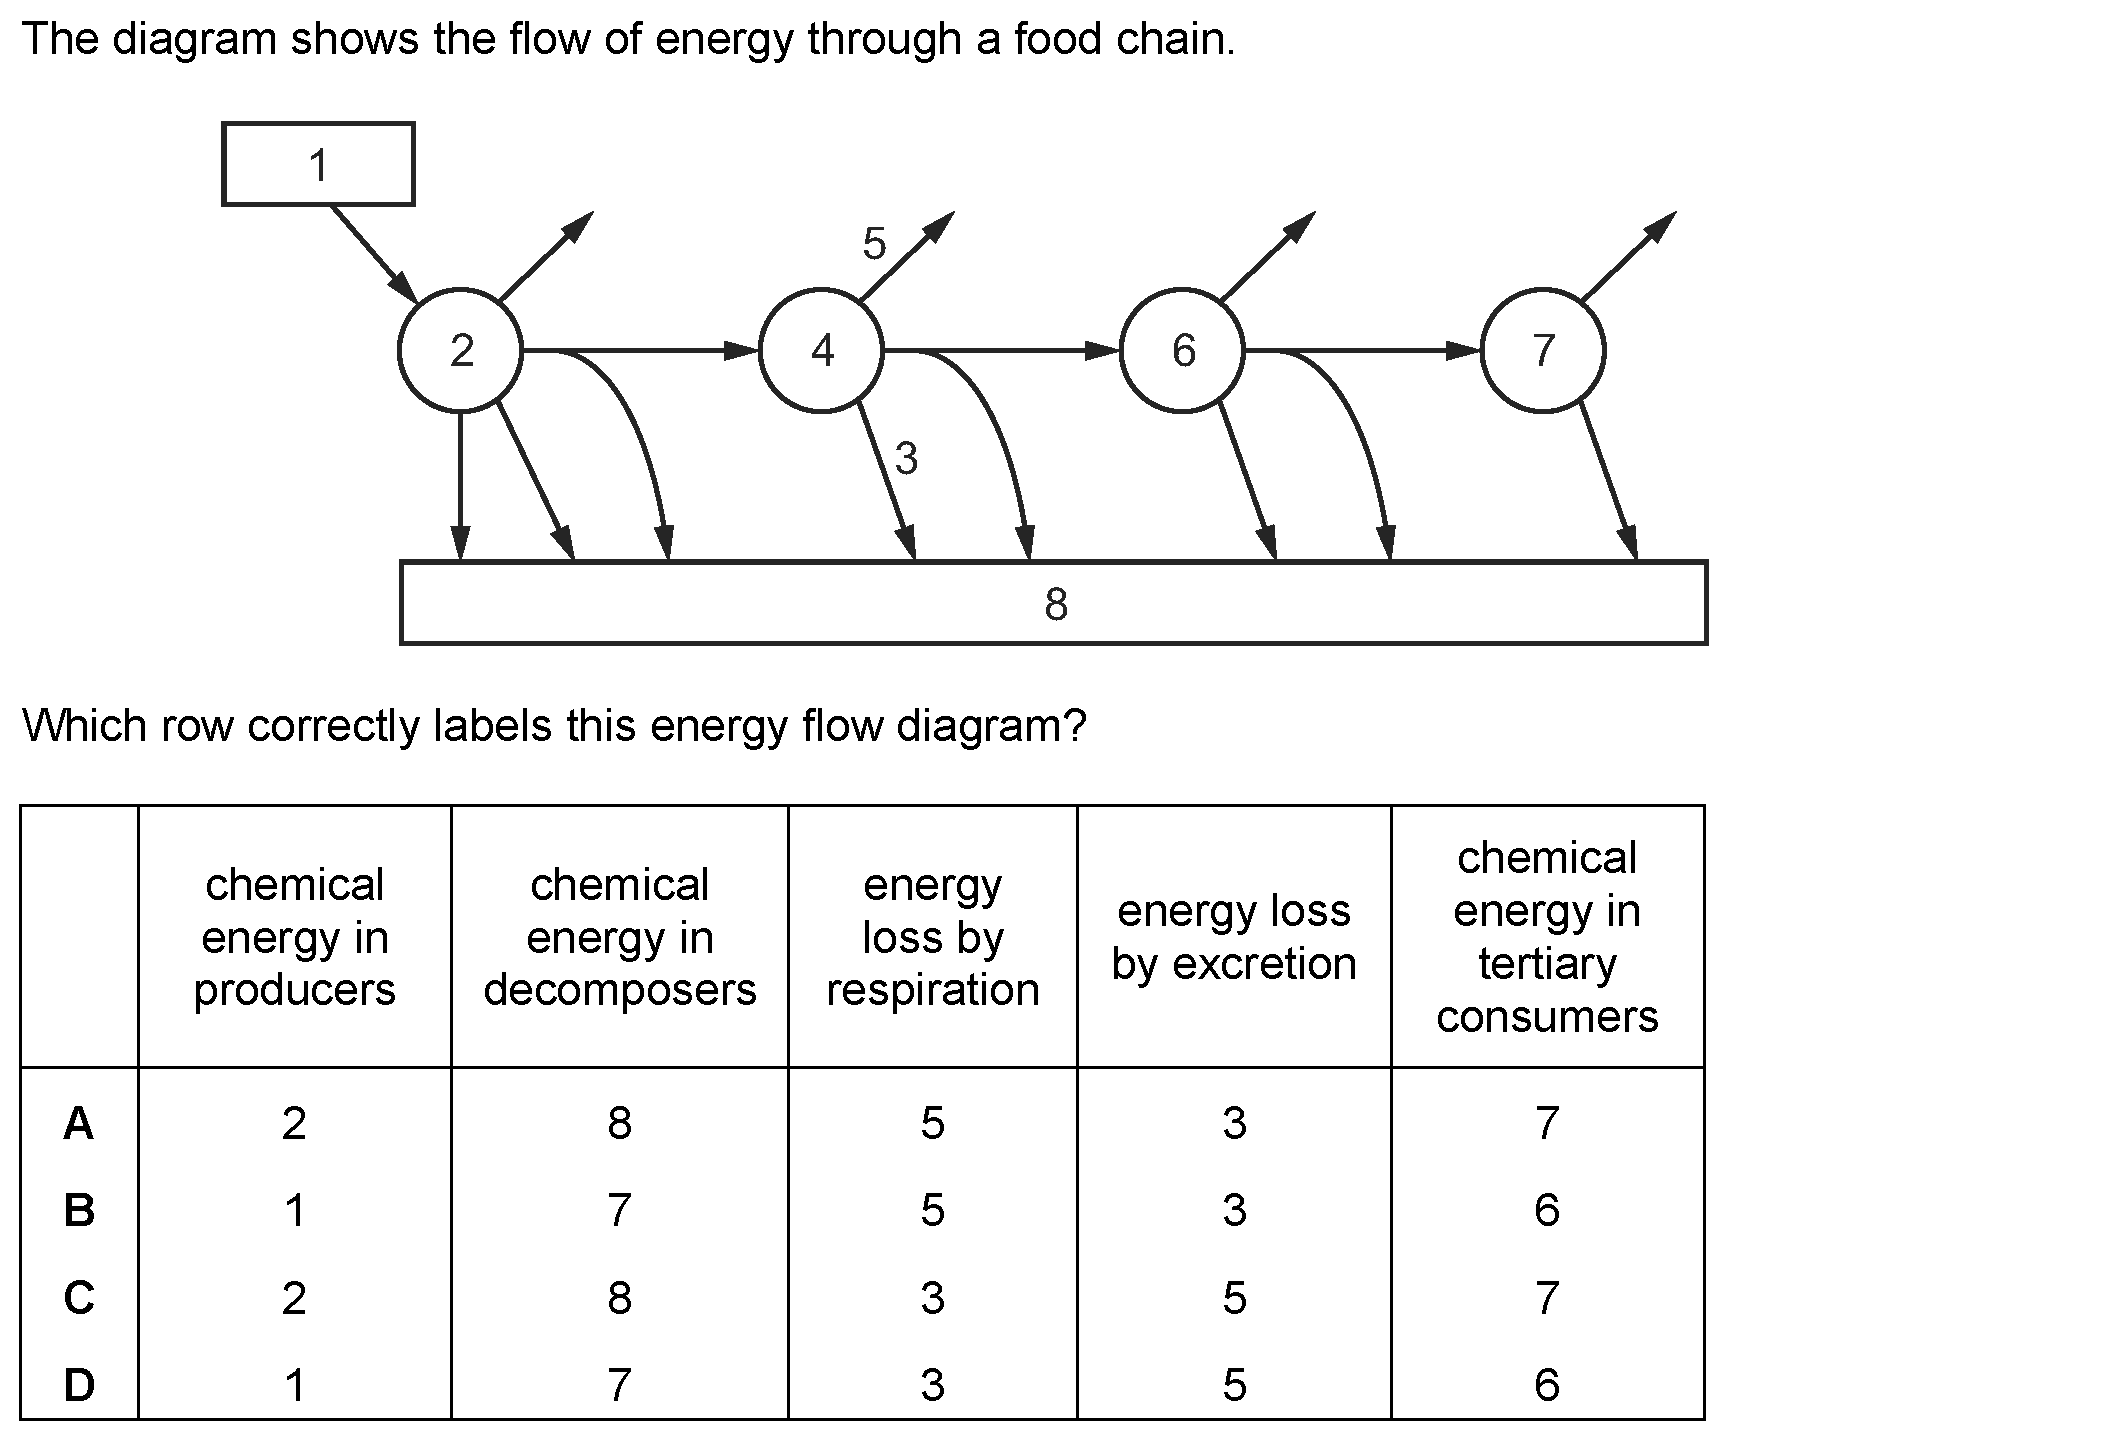 The diagram shows the flow of energy through a food chain.
1
5
2
4
6
7
3
8
Which row correctly labels this energy flow diagram?
chemical energy in producers
chemical energy in decomposers
energy loss by respiration
energy loss by excretion
chemical energy in tertiary consumers
A 2 8 5 3 7
B 1 7 5 3 6
C 2 8 3 5 7
D 1 7 3 5 6